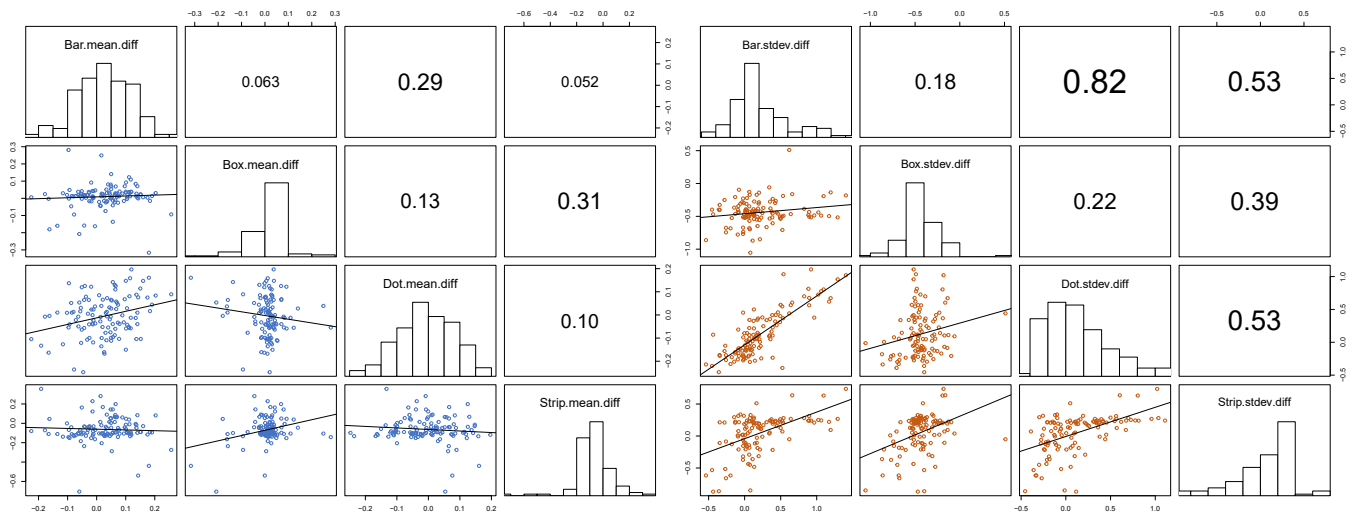 −0.3 −0.1 0.0 0.1 0.2 0.3 −0.6 −0.2 0.0 0.2 −1.0 −0.5 0.0 0.5 −0.5 0.0 0.5
Bar.mean.diff 0.063 0.29 0.052 −0.2 −0.1 0.0 0.1 0.2 Bar.stdev.diff 0.18 0.82 0.53 −0.5 0.0 0.5 1.0
−0.3 −0.1 0.0 0.1 0.2 0.3 Box.mean.diff 0.13 0.31 −1.0 −0.5 0.0 0.5 Box.stdev.diff 0.22 0.39
Dot.mean.diff 0.10 −0.2 −0.1 0.0 0.1 0.2 Dot.stdev.diff 0.53 −0.5 0.0 0.5 1.0
−0.6 −0.2 0.0 0.2 Strip.mean.diff −0.5 0.0 0.5 Strip.stdev.diff
−0.2 −0.1 0.0 0.1 0.2 −0.2 −0.1 0.0 0.1 0.2 −0.5 0.0 0.5 1.0 −0.5 0.0 0.5 1.0